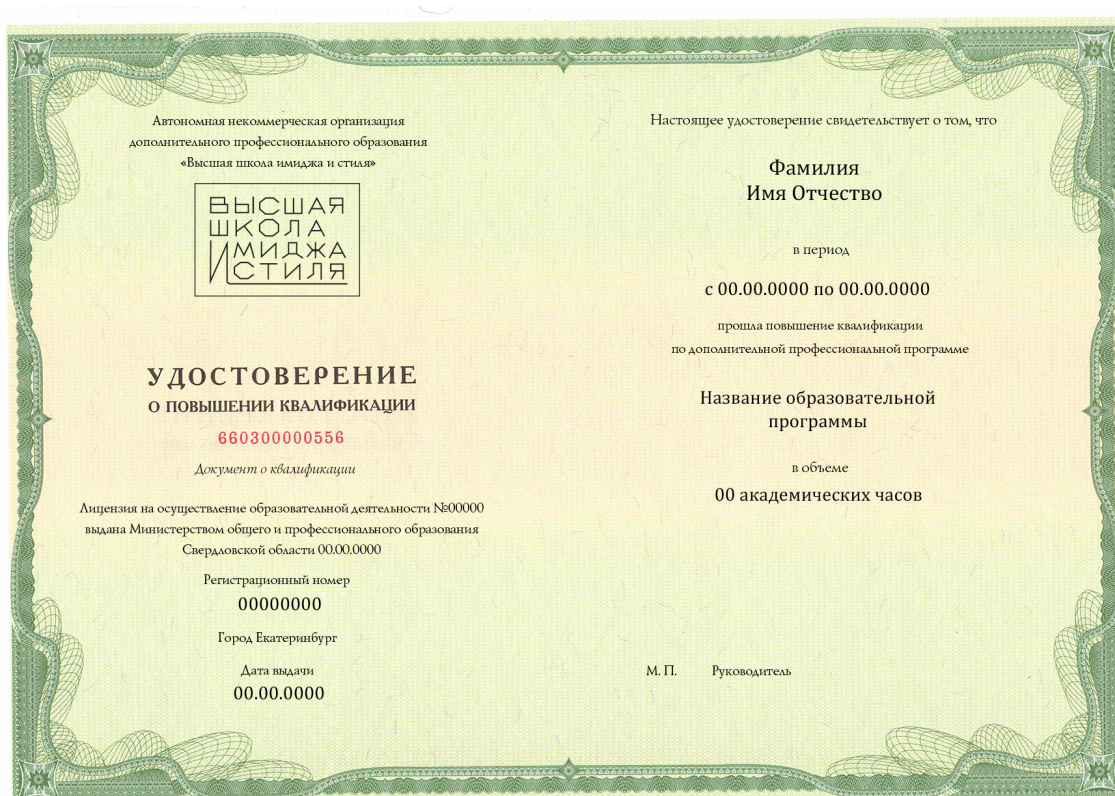 Автономная некоммерческая организация
дополнительного профессионального образования
«Высшая школа имиджа и стиля»
ВЫСШАЯ
ШКОЛА
ИМИДЖА
И СТИЛЯ
УДОСТОВЕРЕНИЕ
О ПОВЫШЕНИИ КВАЛИФИКАЦИИ
660300000556
Документ о квалификации
Лицензия на осуществление образовательной деятельности №00000
выдана Министерством общего и профессионального образования
Свердловской области 00.00.0000
Регистрационный номер
00000000
Город Екатеринбург
Дата выдачи
00.00.0000
Настоящее удостоверение свидетельствует о том, что
Фамилия
Имя Отчество
в период
с 00.00.0000 по 00.00.0000
прошла повышение квалификации
по дополнительной профессиональной программе
Название образовательной
программы
в объеме
00 академических часов
М. П. Руководитель